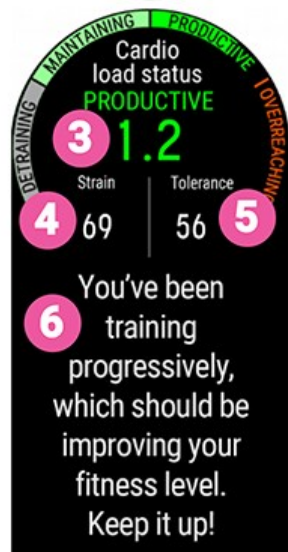 MAINTAINING
PRODUCTIVE
DETRAINING
OVERREACHING
Cardio
load status
PRODUCTIVE
3
1.2
Strain
Tolerance
4
69
56
5
6
You've been
training
progressively,
which should be
improving your
fitness level.
Keep it up!